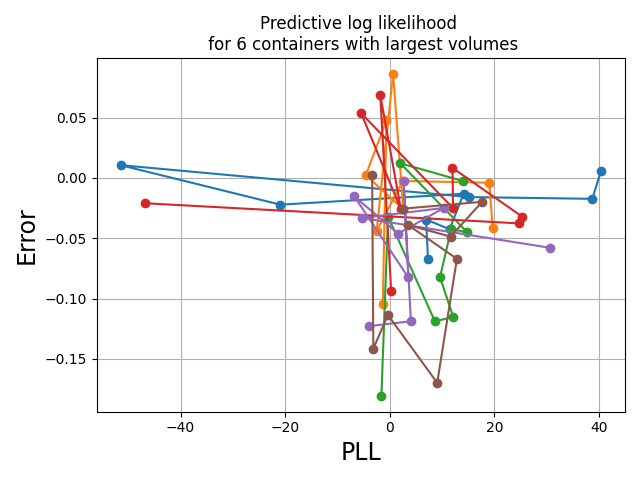 Predictive log likelihood
for 6 containers with largest volumes
0.05
0.00
−0.05
−0.10
−0.15
Error
−40
−20
0
20
40
PLL